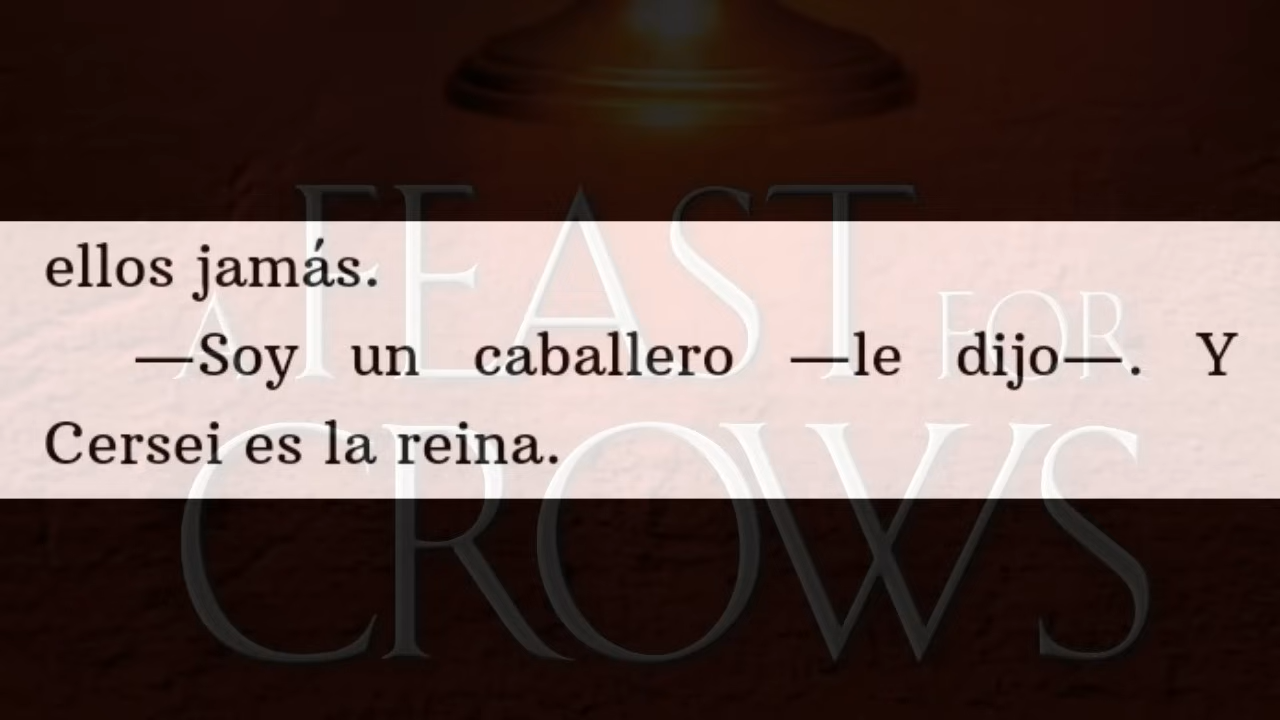 A FEAST FOR
CROWS
ellos jamás.
—Soy un caballero —le dijo—. Y
Cersei es la reina.